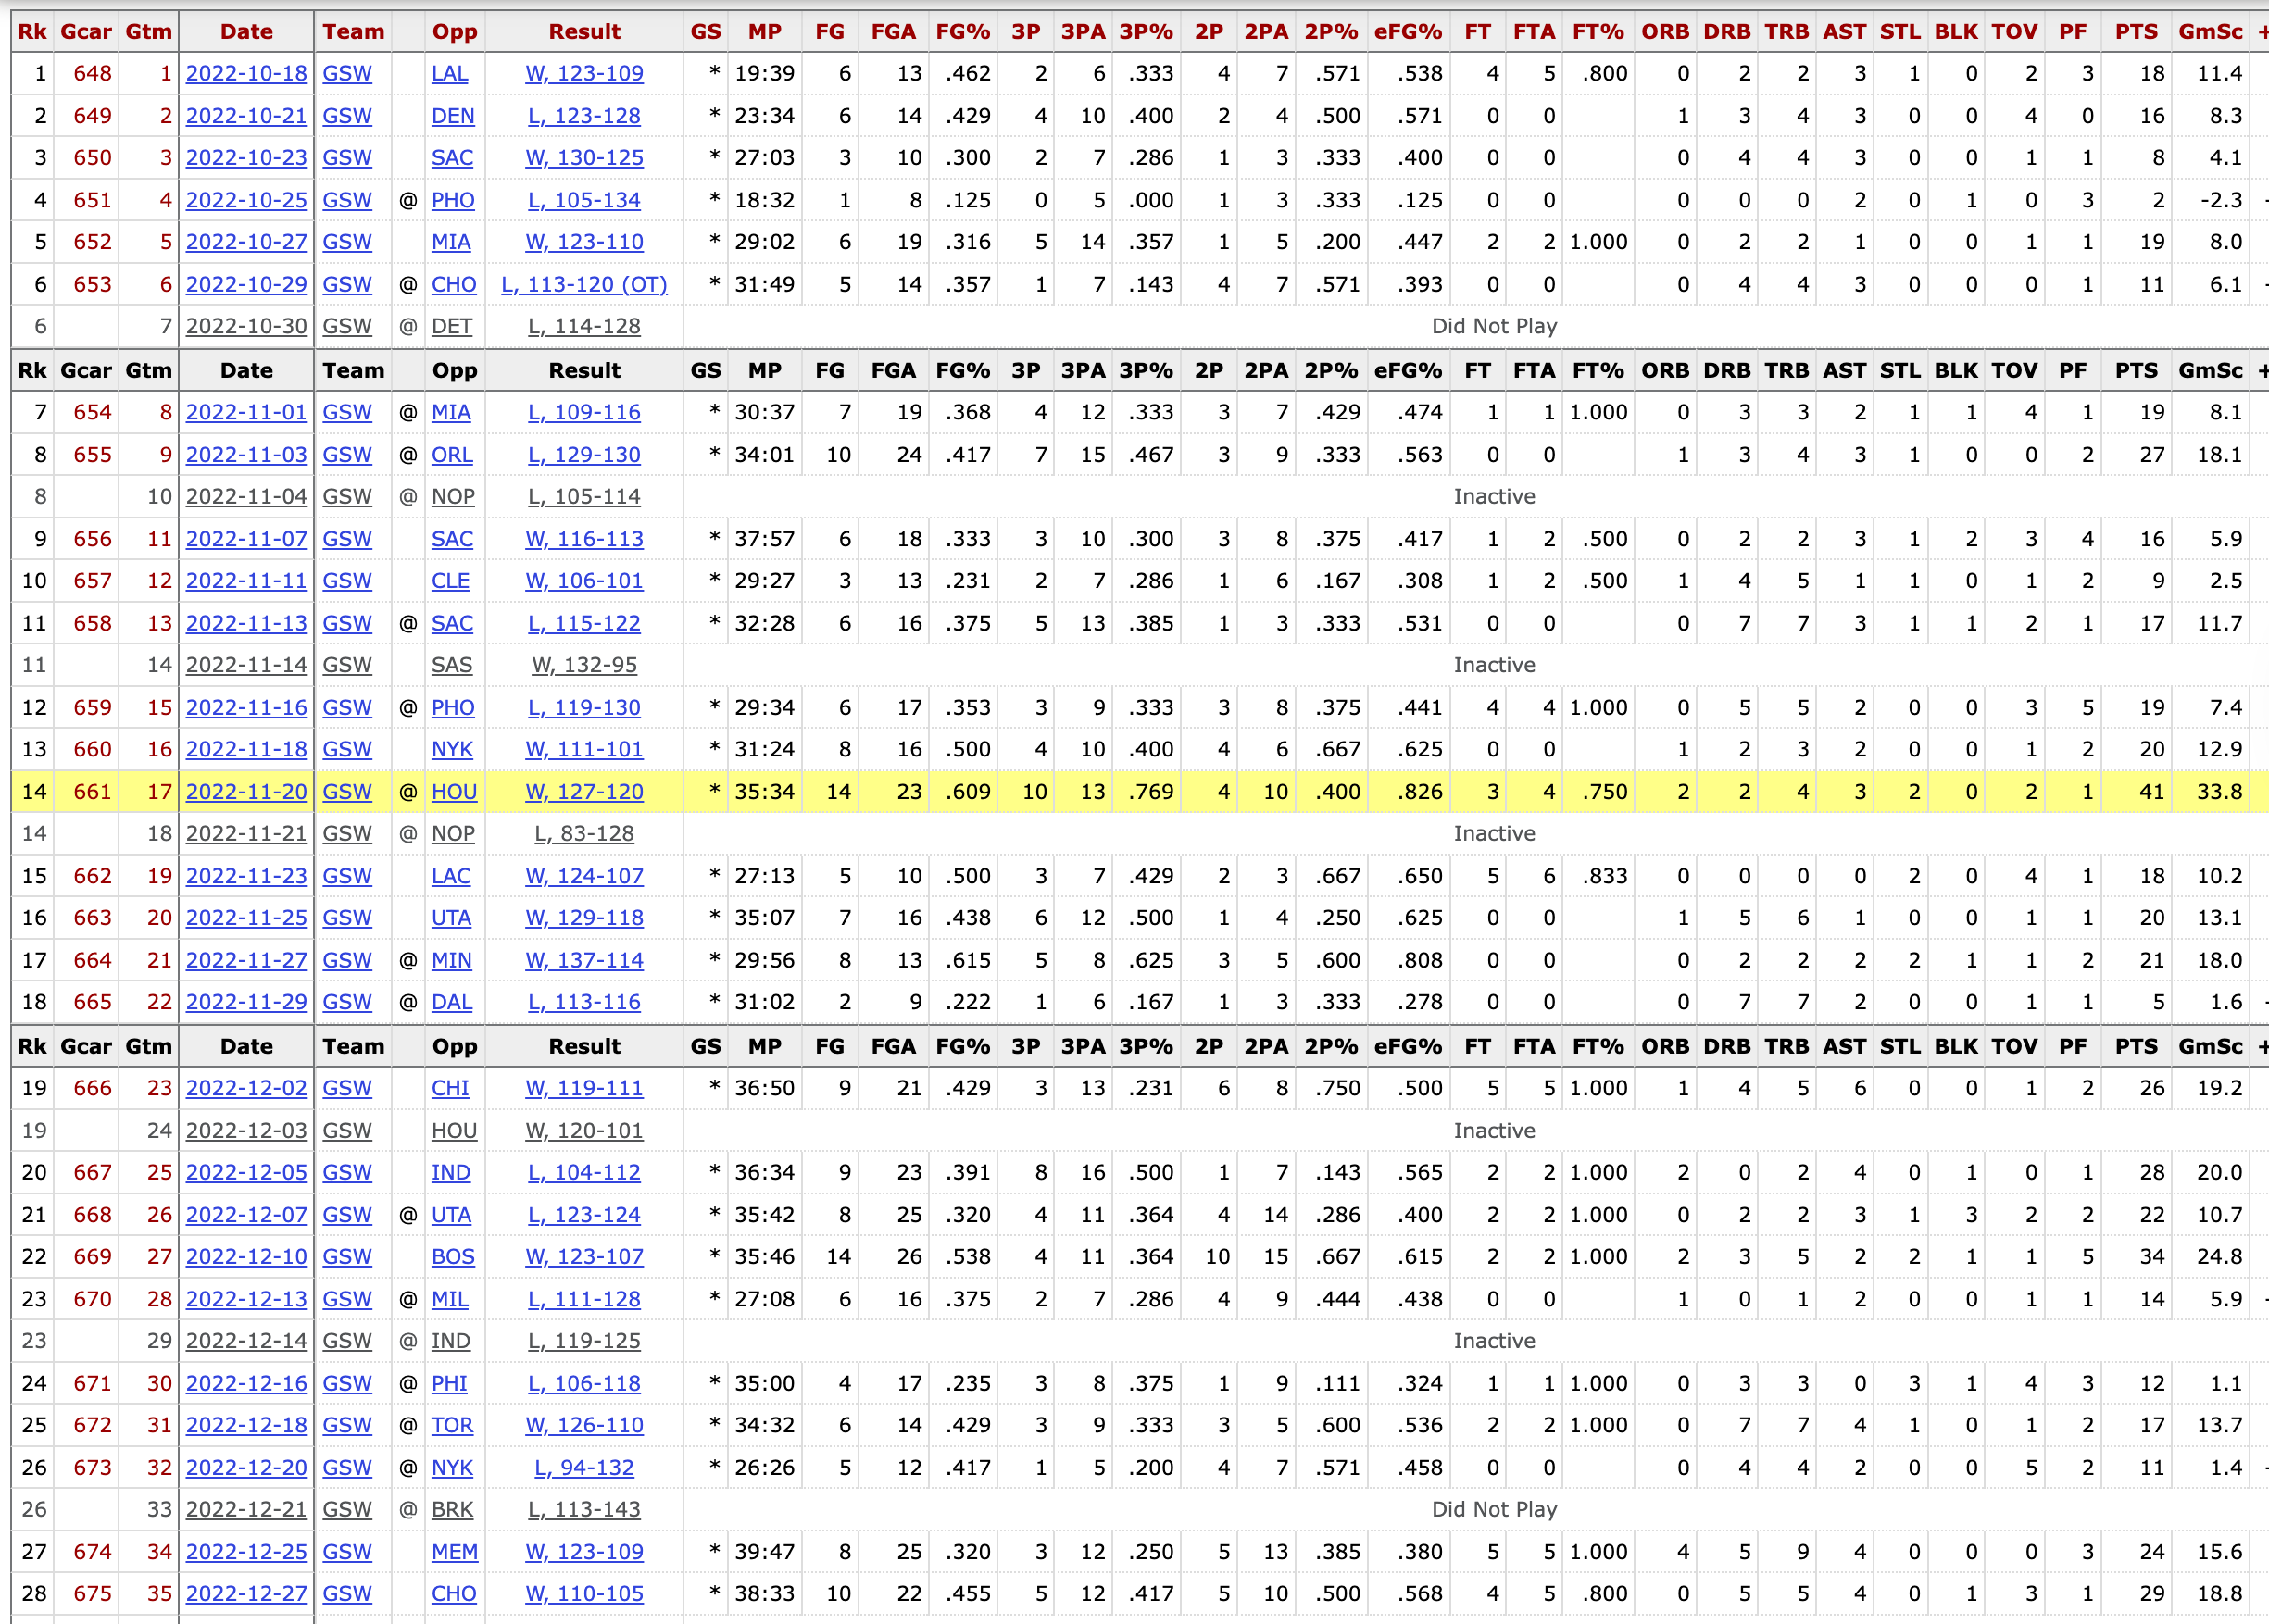 Rk Gcar Gtm Date Team Opp Result GS MP FG FGA FG% 3P 3PA 3P% 2P 2PA 2P% eFG% FT FTA FT% ORB DRB TRB AST STL BLK TOV PF PTS GmSc +
1 648 1 2022-10-18 GSW LAL W, 123-109 * 19:39 6 13 .462 2 6 .333 4 7 .571 .538 4 5 .800 0 2 2 3 1 0 2 3 18 11.4
2 649 2 2022-10-21 GSW DEN L, 123-128 * 23:34 6 14 .429 4 10 .400 2 4 .500 .571 0 0 1 3 4 3 0 0 4 0 16 8.3
3 650 3 2022-10-23 GSW SAC W, 130-125 * 27:03 3 10 .300 2 7 .286 1 3 .333 .400 0 0 0 4 4 3 0 0 1 1 8 4.1
4 651 4 2022-10-25 GSW @ PHO L, 105-134 * 18:32 1 8 .125 0 5 .000 1 3 .333 .125 0 0 0 0 0 2 0 1 0 3 2 -2.3 -
5 652 5 2022-10-27 GSW MIA W, 123-110 * 29:02 6 19 .316 5 14 .357 1 5 .200 .447 2 2 1.000 0 2 2 1 0 0 1 1 19 8.0
6 653 6 2022-10-29 GSW @ CHO L, 113-120 (OT) * 31:49 5 14 .357 1 7 .143 4 7 .571 .393 0 0 0 4 4 3 0 0 0 1 11 6.1 -
6 7 2022-10-30 GSW @ DET L, 114-128 Did Not Play
Rk Gcar Gtm Date Team Opp Result GS MP FG FGA FG% 3P 3PA 3P% 2P 2PA 2P% eFG% FT FTA FT% ORB DRB TRB AST STL BLK TOV PF PTS GmSc +
7 654 8 2022-11-01 GSW @ MIA L, 109-116 * 30:37 7 19 .368 4 12 .333 3 7 .429 .474 1 1 1.000 0 3 3 2 1 1 4 1 19 8.1
8 655 9 2022-11-03 GSW @ ORL L, 129-130 * 34:01 10 24 .417 7 15 .467 3 9 .333 .563 0 0 1 3 4 3 1 0 0 2 27 18.1
8 10 2022-11-04 GSW @ NOP L, 105-114 Inactive
9 656 11 2022-11-07 GSW SAC W, 116-113 * 37:57 6 18 .333 3 10 .300 3 8 .375 .417 1 2 .500 0 2 2 3 1 2 3 4 16 5.9
10 657 12 2022-11-11 GSW CLE W, 106-101 * 29:27 3 13 .231 2 7 .286 1 6 .167 .308 1 2 .500 1 4 5 1 1 0 1 2 9 2.5
11 658 13 2022-11-13 GSW @ SAC L, 115-122 * 32:28 6 16 .375 5 13 .385 1 3 .333 .531 0 0 0 7 7 3 1 1 2 1 17 11.7
11 14 2022-11-14 GSW SAS W, 132-95 Inactive
12 659 15 2022-11-16 GSW @ PHO L, 119-130 * 29:34 6 17 .353 3 9 .333 3 8 .375 .441 4 4 1.000 0 5 5 2 0 0 3 5 19 7.4
13 660 16 2022-11-18 GSW NYK W, 111-101 * 31:24 8 16 .500 4 10 .400 4 6 .667 .625 0 0 1 2 3 2 0 0 1 2 20 12.9
14 661 17 2022-11-20 GSW @ HOU W, 127-120 * 35:34 14 23 .609 10 13 .769 4 10 .400 .826 3 4 .750 2 2 4 3 2 0 2 1 41 33.8
14 18 2022-11-21 GSW @ NOP L, 83-128 Inactive
15 662 19 2022-11-23 GSW LAC W, 124-107 * 27:13 5 10 .500 3 7 .429 2 3 .667 .650 5 6 .833 0 0 0 0 2 0 4 1 18 10.2
16 663 20 2022-11-25 GSW UTA W, 129-118 * 35:07 7 16 .438 6 12 .500 1 4 .250 .625 0 0 1 5 6 1 0 0 1 1 20 13.1
17 664 21 2022-11-27 GSW @ MIN W, 137-114 * 29:56 8 13 .615 5 8 .625 3 5 .600 .808 0 0 0 2 2 2 2 1 1 2 21 18.0
18 665 22 2022-11-29 GSW @ DAL L, 113-116 * 31:02 2 9 .222 1 6 .167 1 3 .333 .278 0 0 0 7 7 2 0 0 1 1 5 1.6 -
Rk Gcar Gtm Date Team Opp Result GS MP FG FGA FG% 3P 3PA 3P% 2P 2PA 2P% eFG% FT FTA FT% ORB DRB TRB AST STL BLK TOV PF PTS GmSc +
19 666 23 2022-12-02 GSW CHI W, 119-111 * 36:50 9 21 .429 3 13 .231 6 8 .750 .500 5 5 1.000 1 4 5 6 0 0 1 2 26 19.2
19 24 2022-12-03 GSW HOU W, 120-101 Inactive
20 667 25 2022-12-05 GSW IND L, 104-112 * 36:34 9 23 .391 8 16 .500 1 7 .143 .565 2 2 1.000 2 0 2 4 0 1 0 1 28 20.0
21 668 26 2022-12-07 GSW @ UTA L, 123-124 * 35:42 8 25 .320 4 11 .364 4 14 .286 .400 2 2 1.000 0 2 2 3 1 3 2 2 22 10.7
22 669 27 2022-12-10 GSW BOS W, 123-107 * 35:46 14 26 .538 4 11 .364 10 15 .667 .615 2 2 1.000 2 3 5 2 2 1 1 5 34 24.8
23 670 28 2022-12-13 GSW @ MIL L, 111-128 * 27:08 6 16 .375 2 7 .286 4 9 .444 .438 0 0 1 0 1 2 0 0 1 1 14 5.9 -
23 29 2022-12-14 GSW @ IND L, 119-125 Inactive
24 671 30 2022-12-16 GSW @ PHI L, 106-118 * 35:00 4 17 .235 3 8 .375 1 9 .111 .324 1 1 1.000 0 3 3 0 3 1 4 3 12 1.1
25 672 31 2022-12-18 GSW @ TOR W, 126-110 * 34:32 6 14 .429 3 9 .333 3 5 .600 .536 2 2 1.000 0 7 7 4 1 0 1 2 17 13.7
26 673 32 2022-12-20 GSW @ NYK L, 94-132 * 26:26 5 12 .417 1 5 .200 4 7 .571 .458 0 0 0 4 4 2 0 0 5 2 11 1.4 -
26 33 2022-12-21 GSW @ BRK L, 113-143 Did Not Play
27 674 34 2022-12-25 GSW MEM W, 123-109 * 39:47 8 25 .320 3 12 .250 5 13 .385 .380 5 5 1.000 4 5 9 4 0 0 0 3 24 15.6
28 675 35 2022-12-27 GSW CHO W, 110-105 * 38:33 10 22 .455 5 12 .417 5 10 .500 .568 4 5 .800 0 5 5 4 0 1 3 1 29 18.8